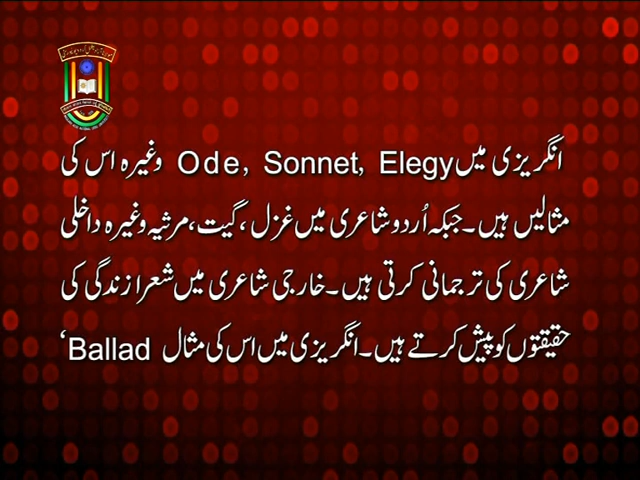 انگریزی میں Ode, Sonnet, Elegy وغیرہ اس کی
مثالیں ہیں۔ جبکہ اُردو شاعری میں غزل، گیت، مرثیہ وغیرہ داخلی
شاعری کی ترجمانی کرتی ہیں۔ خارجی شاعری میں شعرا زندگی کی
حقیقتوں کو پیش کرتے ہیں۔ انگریزی میں اس کی مثال Ballad‘